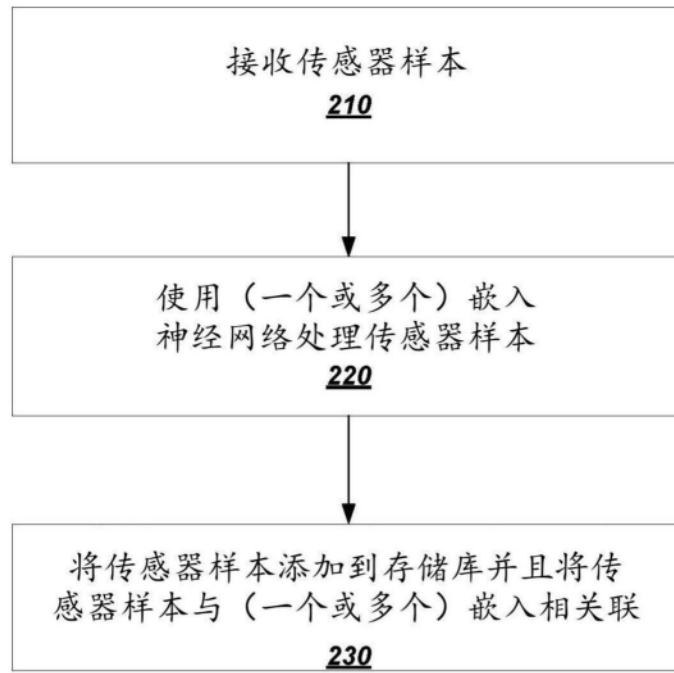 接收传感器样本
210
使用（一个或多个）嵌入
神经网络处理传感器样本
220
将传感器样本添加到存储库并且将传
感器样本与（一个或多个）嵌入相关联
230